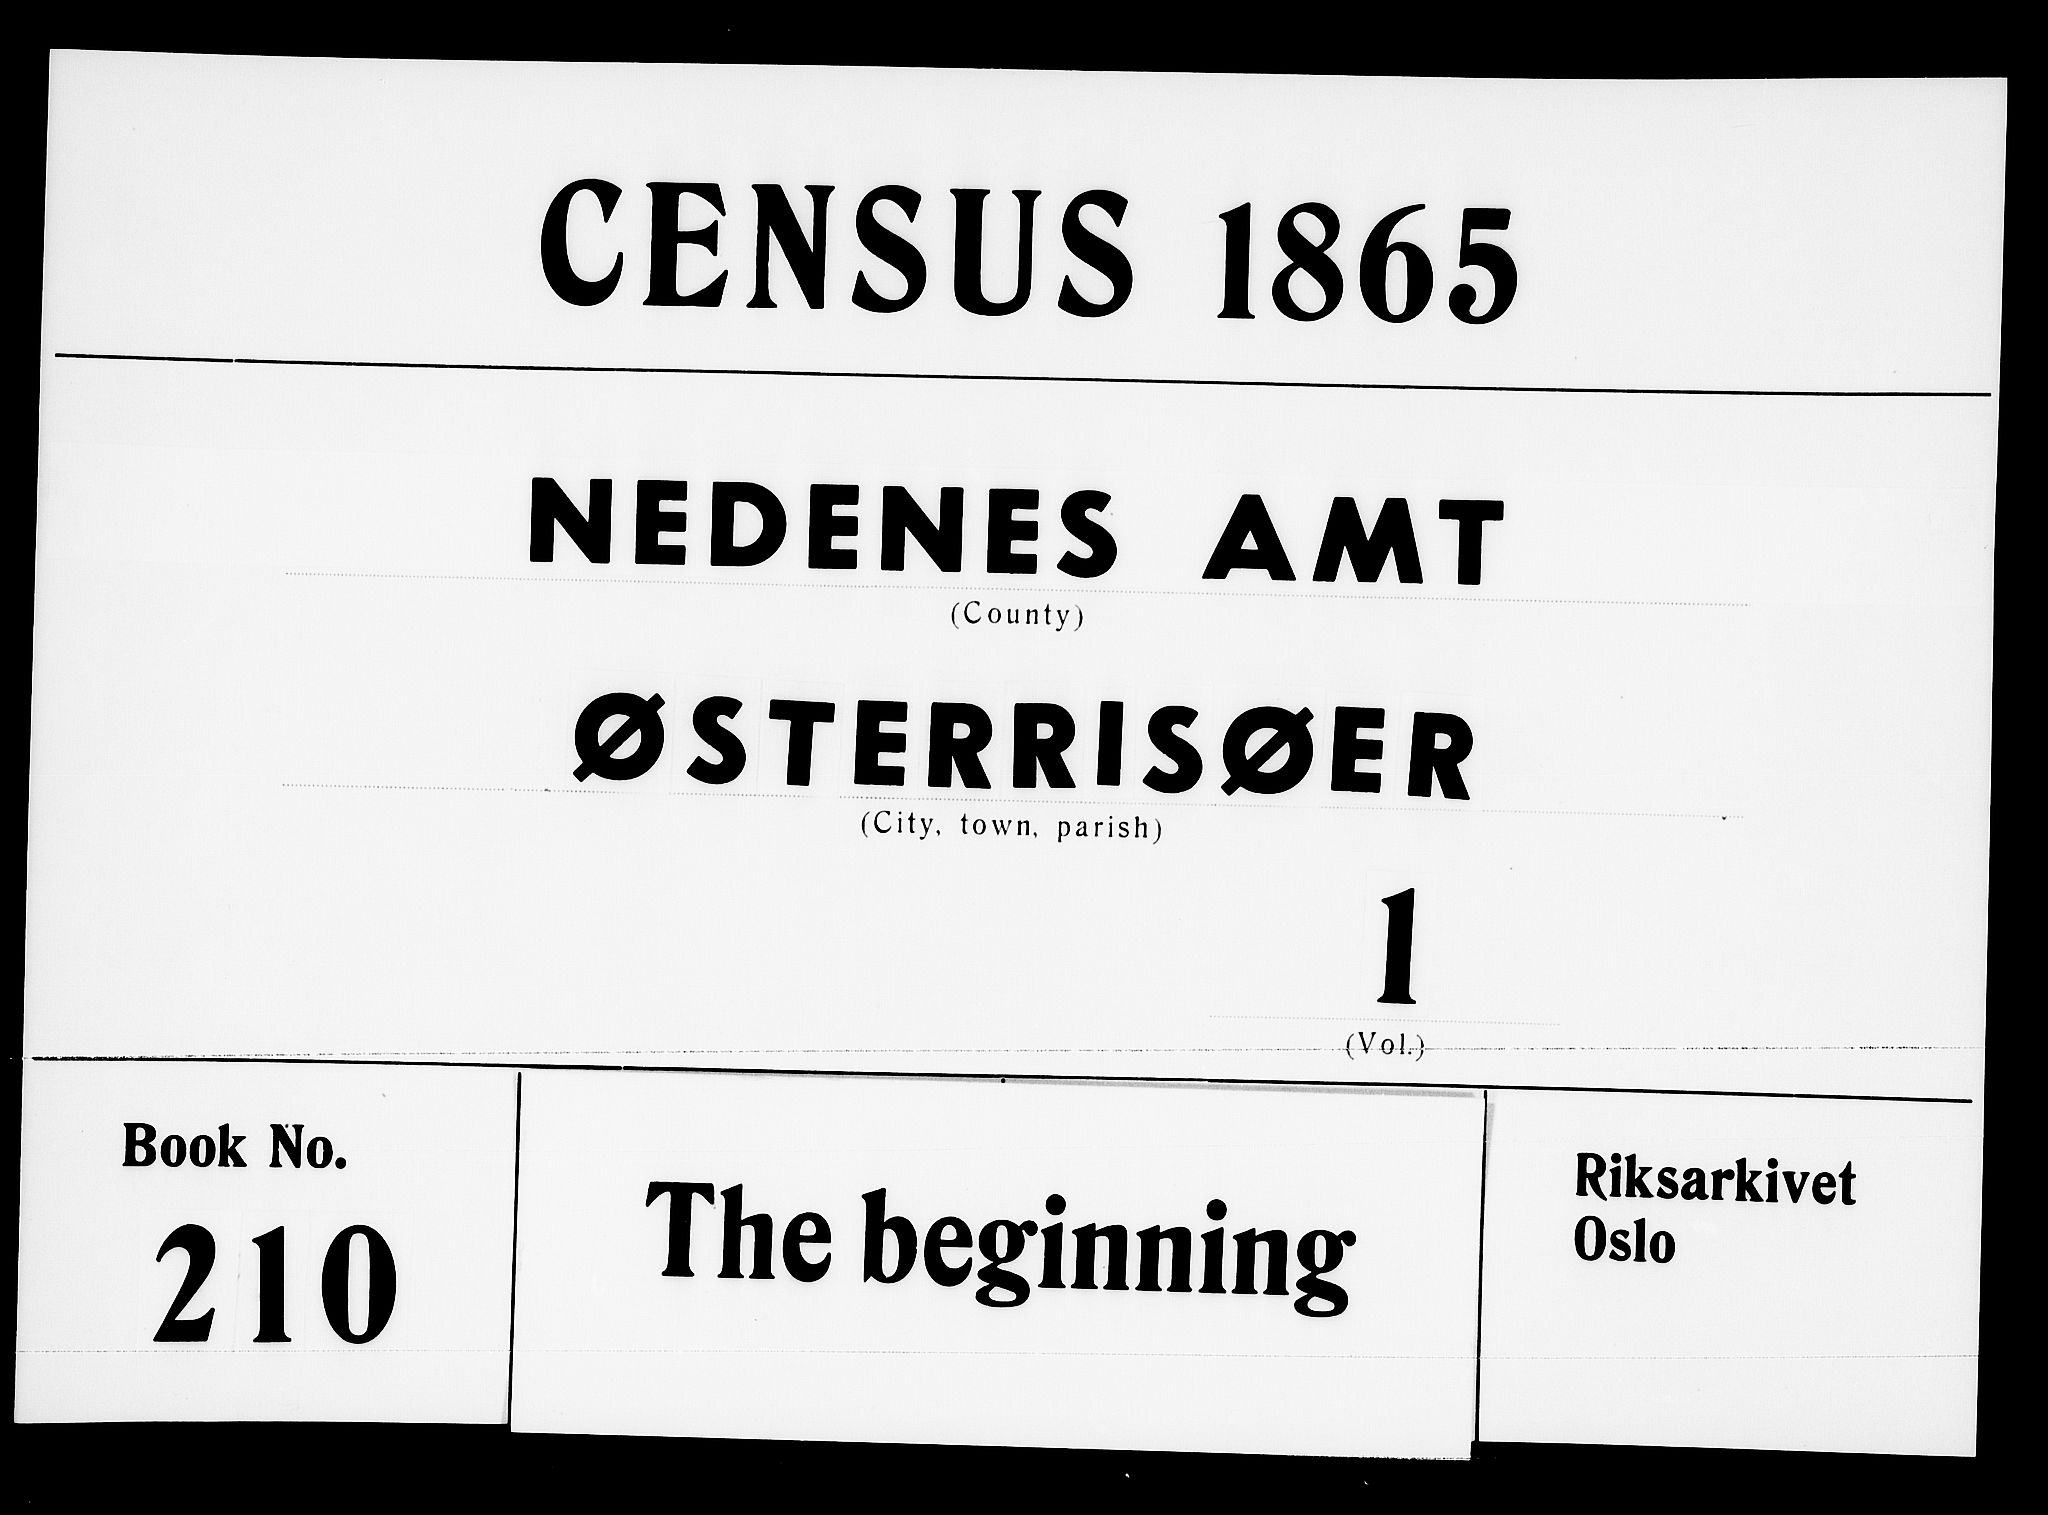 CENSUS 1865
NEDENES AMT
(County)
ØSTERRISØER
(City, town, parish)
1
(Vol.)
Book No.
210
The beginning
Riksarkivet
Oslo